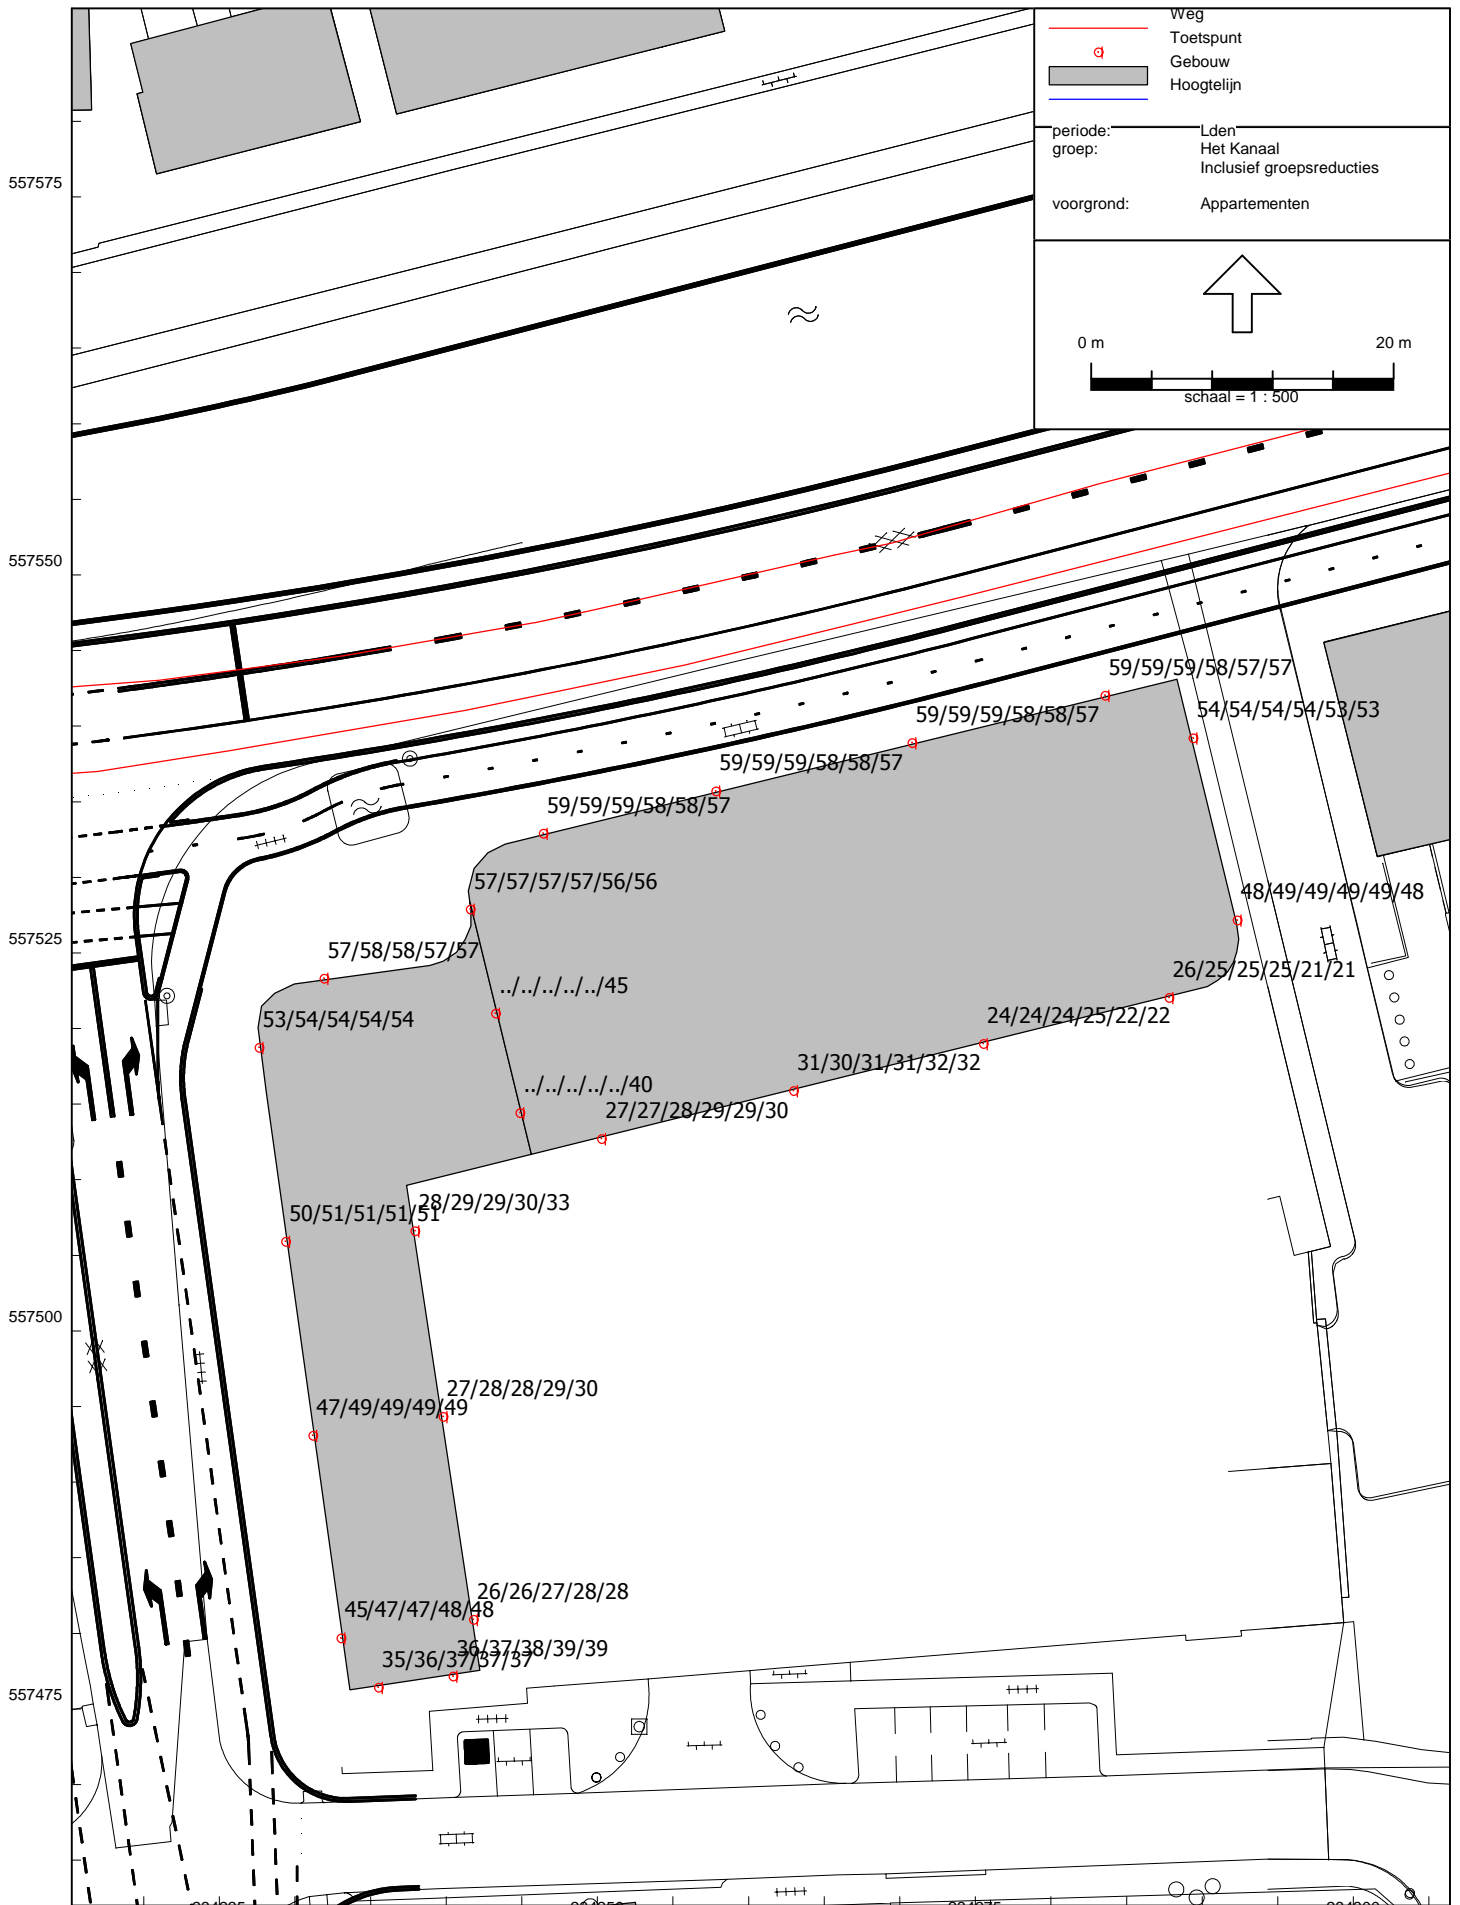 Weg
Toetspunt
Gebouw
Hoogtelijn
periode: Lden
groep: Het Kanaal
Inclusief groepsreducties
voorgrond: Appartementen
0 m 20 m
schaal = 1 : 500
557575
557550
557525
557500
557475
59/59/59/58/57/57
54/54/54/54/53/53
59/59/59/58/58/57
59/59/59/58/58/57
59/59/59/58/58/57
57/57/57/57/56/56
48/49/49/49/49/48
57/58/58/57/57
26/25/25/25/21/21
../../../../../45
53/54/54/54/54
24/24/24/25/22/22
31/30/31/31/32/32
../../../../../40
27/27/28/29/29/30
28/29/29/30/33
50/51/51/51/51
27/28/28/29/30
47/49/49/49/49
26/26/27/28/28
45/47/47/48/48
36/37/38/39/39
35/36/37/37/37